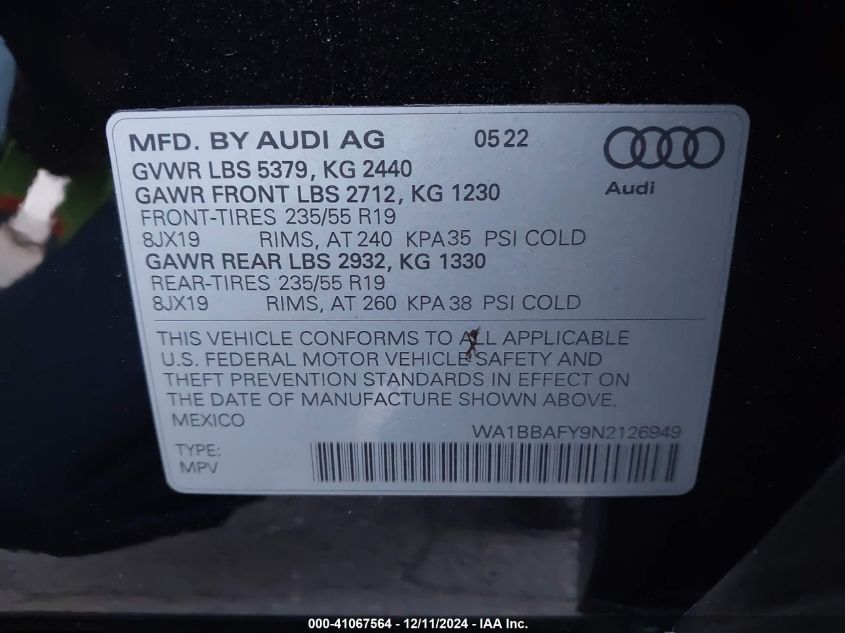 MFD. BY AUDI AG 0522
GVWR LBS 5379, KG 2440
GAWR FRONT LBS 2712, KG 1230
Audi
FRONT-TIRES 235/55 R19
8JX19 RIMS, AT 240 KPA 35 PSI COLD
GAWR REAR LBS 2932, KG 1330
REAR-TIRES 235/55 R19
8JX19 RIMS, AT 260 KPA 38 PSI COLD
THIS VEHICLE CONFORMS TO ALL APPLICABLE
U.S. FEDERAL MOTOR VEHICLE SAFETY AND
THEFT PREVENTION STANDARDS IN EFFECT ON
THE DATE OF MANUFACTURE SHOWN ABOVE.
MEXICO
WA1BBAFY9N2126949
TYPE:
MPV
000-41067564 - 12/11/2024 - IAA Inc.